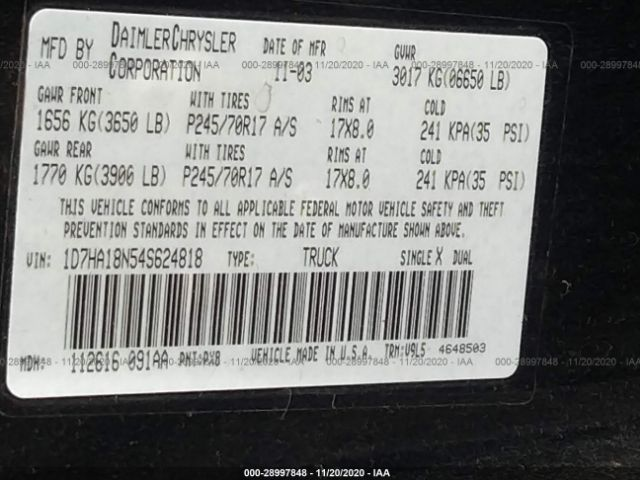 MFD BY DAIMLERCHRYSLER CORPORATION DATE OF MFR 11-03 GVWR 3017 KG(06650 LB)
GAWR FRONT WITH TIRES RIMS AT COLD
1656 KG(3650 LB) P245/70R17 A/S 17X8.0 241 KPA(35 PSI)
GAWR REAR WITH TIRES RIMS AT COLD
1770 KG(3900 LB) P245/70R17 A/S 17X8.0 241 KPA(35 PSI)
THIS VEHICLE CONFORMS TO ALL APPLICABLE FEDERAL MOTOR VEHICLE SAFETY AND THEFT
PREVENTION STANDARDS IN EFFECT ON THE DATE OF MANUFACTURE SHOWN ABOVE.
VIN: 1D7HA18N54S624818 TYPE: TRUCK SINGLE X DUAL
MDH: 112616 091AA PNT:PX8 VEHICLE MADE IN U.S.A. TRM:V9L5 4648503
000-28997848 - 11/20/2020 - IAA